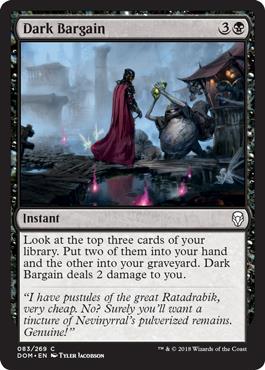 Dark Bargain 3
Instant
Look at the top three cards of your
library. Put two of them into your hand
and the other into your graveyard. Dark
Bargain deals 2 damage to you.
“I have pustules of the great Ratadrabik,
very cheap. No? Surely you’ll want a
tincture of Nevinyrral’s pulverized remains.
Genuine!”
083/269 C
DOM • EN Tyler Jacobson
™ & © 2018 Wizards of the Coast